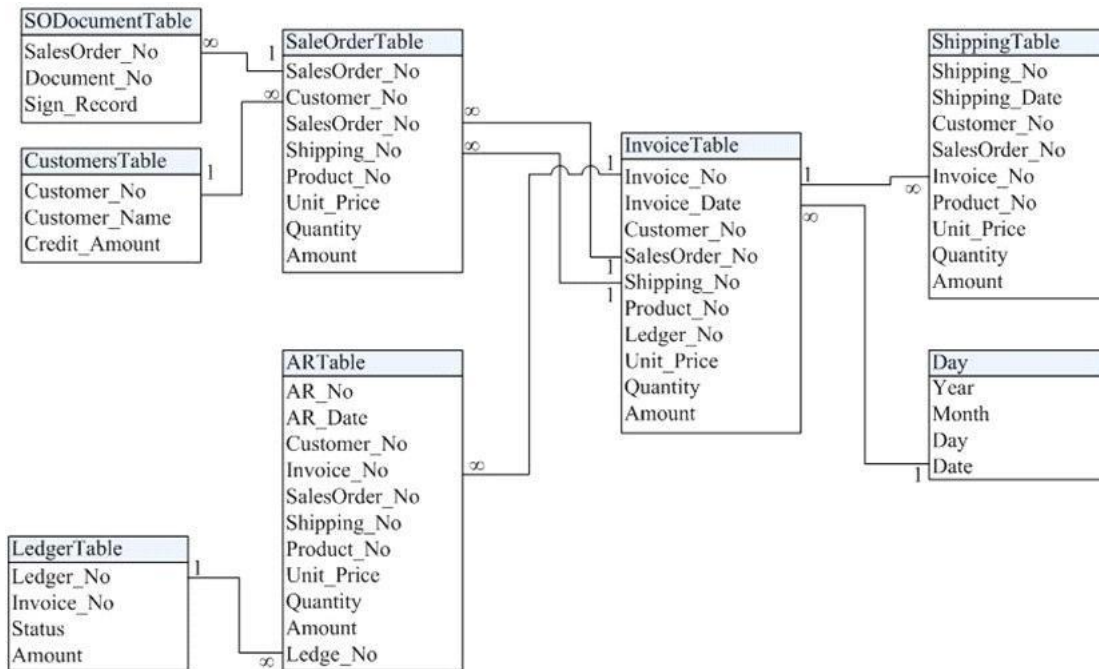 SODocumentTable
SalesOrder_No
Document_No
Sign_Record
∞
1
CustomersTable
Customer_No
Customer_Name
Credit_Amount
1
∞
SaleOrderTable
SalesOrder_No
Customer_No
SalesOrder_No
Shipping_No
Product_No
Unit_Price
Quantity
Amount
∞
∞
1
1
1
InvoiceTable
Invoice_No
Invoice_Date
Customer_No
SalesOrder_No
Shipping_No
Product_No
Ledger_No
Unit_Price
Quantity
Amount
1
∞
∞
1
ShippingTable
Shipping_No
Shipping_Date
Customer_No
SalesOrder_No
Invoice_No
Product_No
Unit_Price
Quantity
Amount
Day
Year
Month
Day
Date
ARTable
AR_No
AR_Date
Customer_No
Invoice_No
SalesOrder_No
Shipping_No
Product_No
Unit_Price
Quantity
Amount
Ledge_No
∞
LedgerTable
Ledger_No
Invoice_No
Status
Amount
1
∞